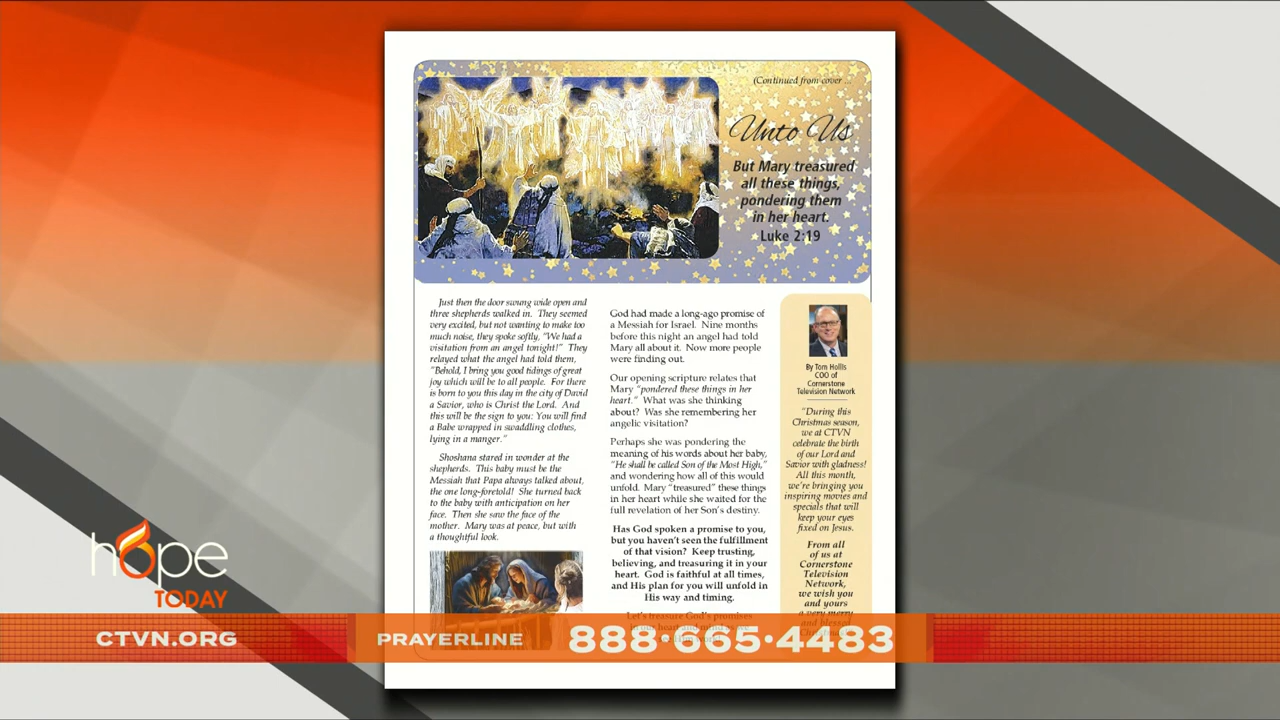 (Continued from cover ...
Unto Us
But Mary treasured
all these things,
pondering them
in her heart.
Luke 2:19
Just then the door swung wide open and
three shepherds walked in. They seemed
very excited, but not wanting to make too
much noise, they spoke softly, "We had a
visitation from an angel tonight!" They
relayed what the angel had told them,
"Behold, I bring you good tidings of great
joy which will be to all people. For there
is born to you this day in the city of David
a Savior, who is Christ the Lord. And
this will be the sign to you: You will find
a Babe wrapped in swaddling clothes,
lying in a manger."
Shoshana stared in wonder at the
shepherds. This baby must be the
Messiah that Papa always talked about,
the one long-foretold! She turned back
to the baby with anticipation on her
face. Then she saw the face of the
mother. Mary was at peace, but with
a thoughtful look.
God had made a long-ago promise of
a Messiah for Israel. Nine months
before this night an angel had told
Mary all about it. Now more people
were finding out.
Our opening scripture relates that
Mary "pondered these things in her
heart." What was she thinking
about? Was she remembering her
angelic visitation?
Perhaps she was pondering the
meaning of his words about her baby,
"He shall be called Son of the Most High,"
and wondering how all of this would
unfold. Mary "treasured" these things
in her heart while she waited for the
full revelation of her Son's destiny.
Has God spoken a promise to you,
but you haven't seen the fulfillment
of that vision? Keep trusting,
believing, and treasuring it in your
heart. God is faithful at all times,
and His plan for you will unfold in
His way and timing.
Let's treasure God's promises
By Tom Hollis
COO of
Cornerstone
Television Network
"During this
Christmas season,
we at CTVN
celebrate the birth
of our Lord and
Savior with gladness!
All this month,
we're bringing you
inspiring movies and
specials that will
keep your eyes
fixed on Jesus.
From all
of us at
Cornerstone
Television
Network,
we wish you
and yours
a very merry
hope
TODAY
CTVN.ORG
PRAYERLINE
888·665·4483